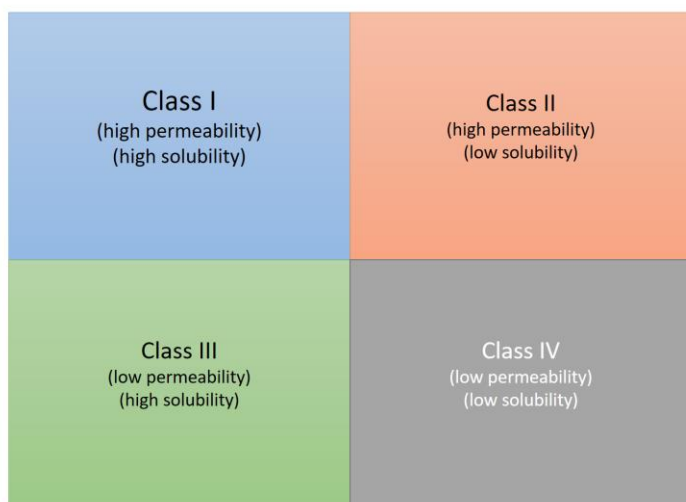 Class I
(high permeability)
(high solubility)
Class II
(high permeability)
(low solubility)
Class III
(low permeability)
(high solubility)
Class IV
(low permeability)
(low solubility)